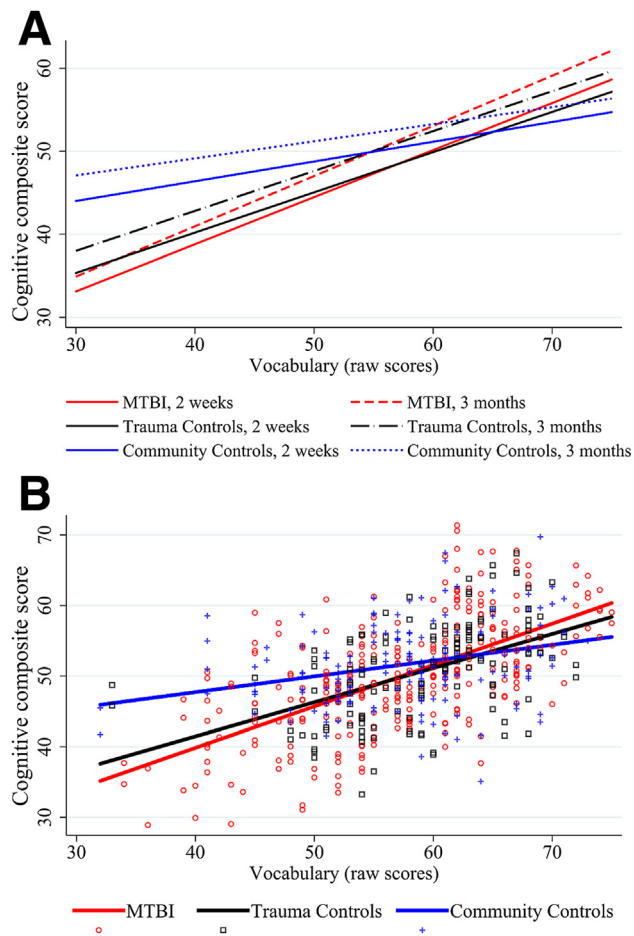 A
60
50
40
30
Cognitive composite score
30 40 50 60 70
Vocabulary (raw scores)
MTBI, 2 weeks MTBI, 3 months
Trauma Controls, 2 weeks Trauma Controls, 3 months
Community Controls, 2 weeks Community Controls, 3 months
B
70
60
50
40
30
Cognitive composite score
30 40 50 60 70
Vocabulary (raw scores)
MTBI Trauma Controls Community Controls